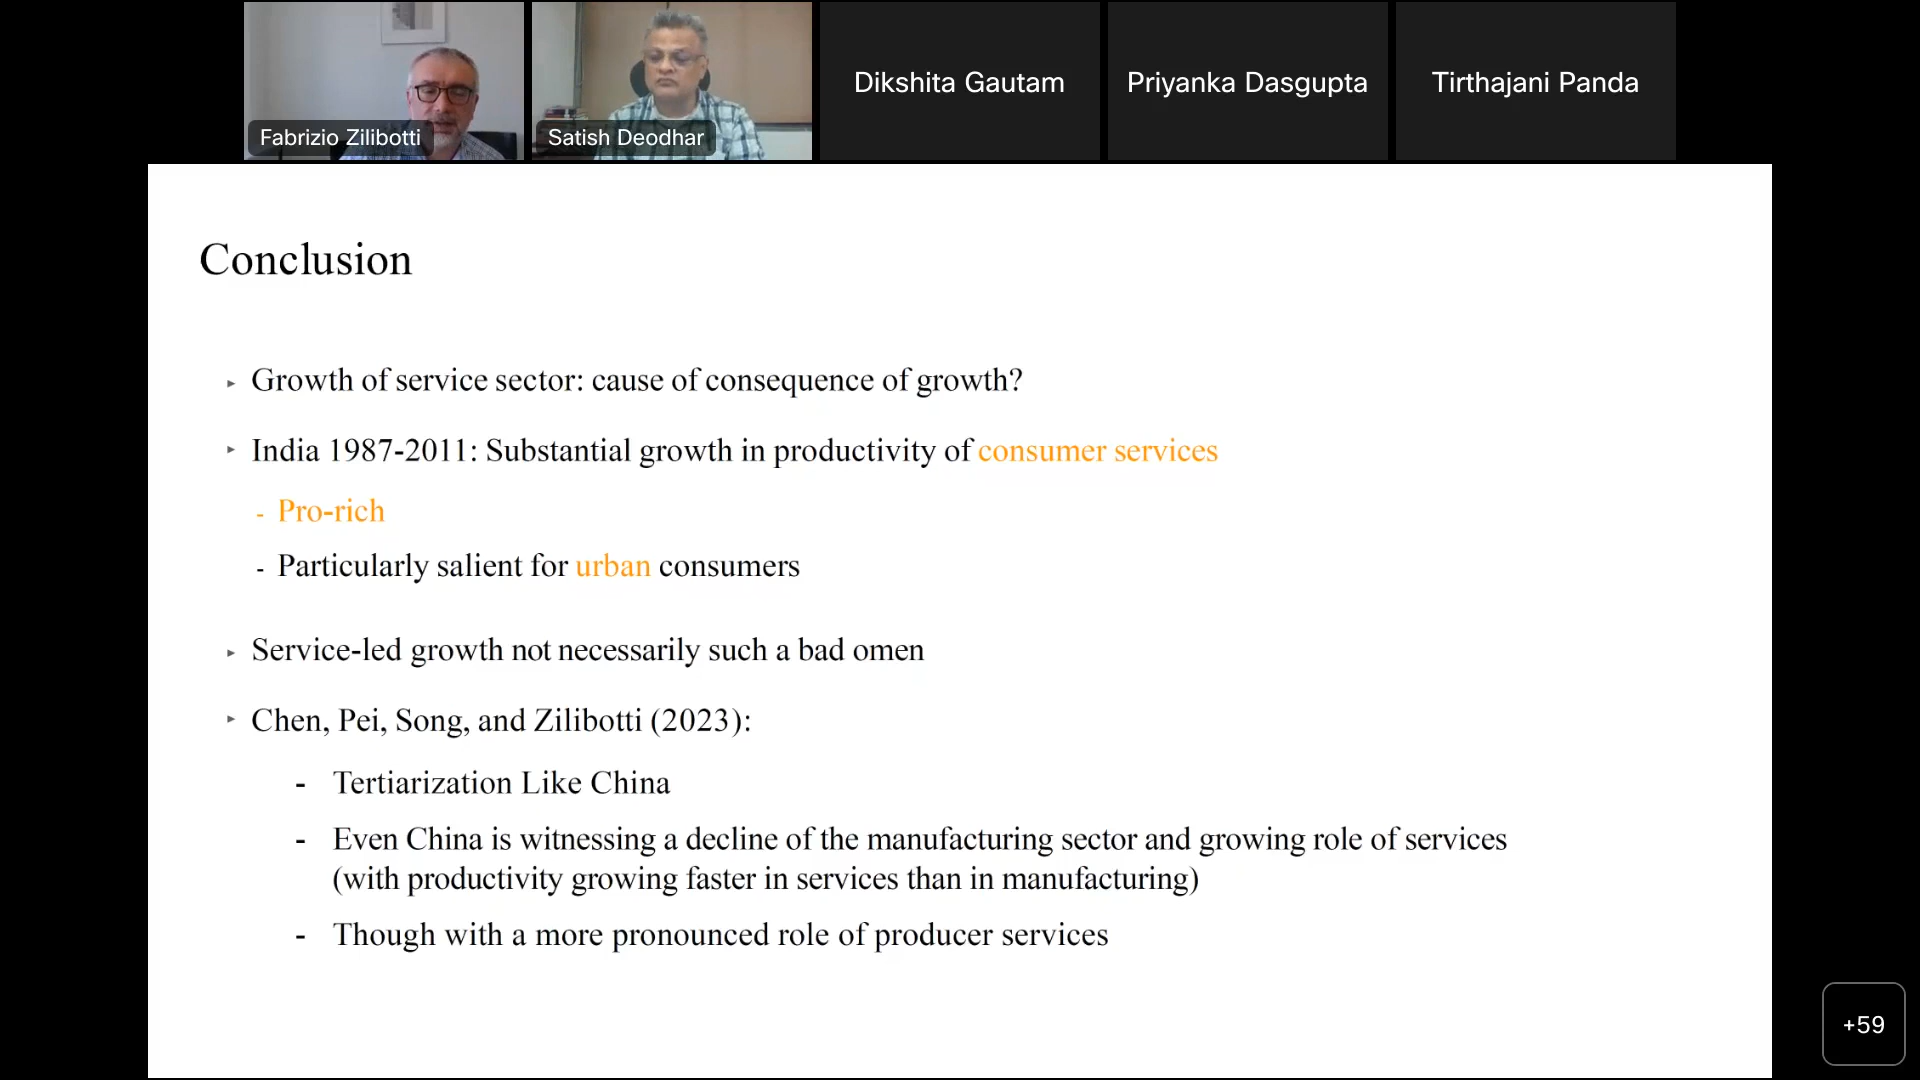 Fabrizio Zilibotti
Satish Deodhar
Dikshita Gautam
Priyanka Dasgupta
Tirthajani Panda
Conclusion
▸ Growth of service sector: cause of consequence of growth?
▸ India 1987-2011: Substantial growth in productivity of consumer services
- Pro-rich
- Particularly salient for urban consumers
▸ Service-led growth not necessarily such a bad omen
▸ Chen, Pei, Song, and Zilibotti (2023):
- Tertiarization Like China
- Even China is witnessing a decline of the manufacturing sector and growing role of services
(with productivity growing faster in services than in manufacturing)
- Though with a more pronounced role of producer services
+59